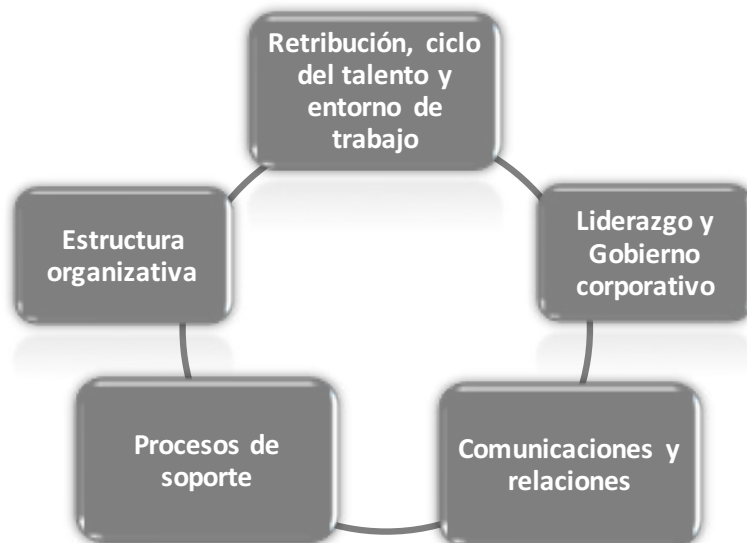 Retribución, ciclo
del talento y
entorno de
trabajo
Liderazgo y
Gobierno
corporativo
Comunicaciones y
relaciones
Procesos de
soporte
Estructura
organizativa